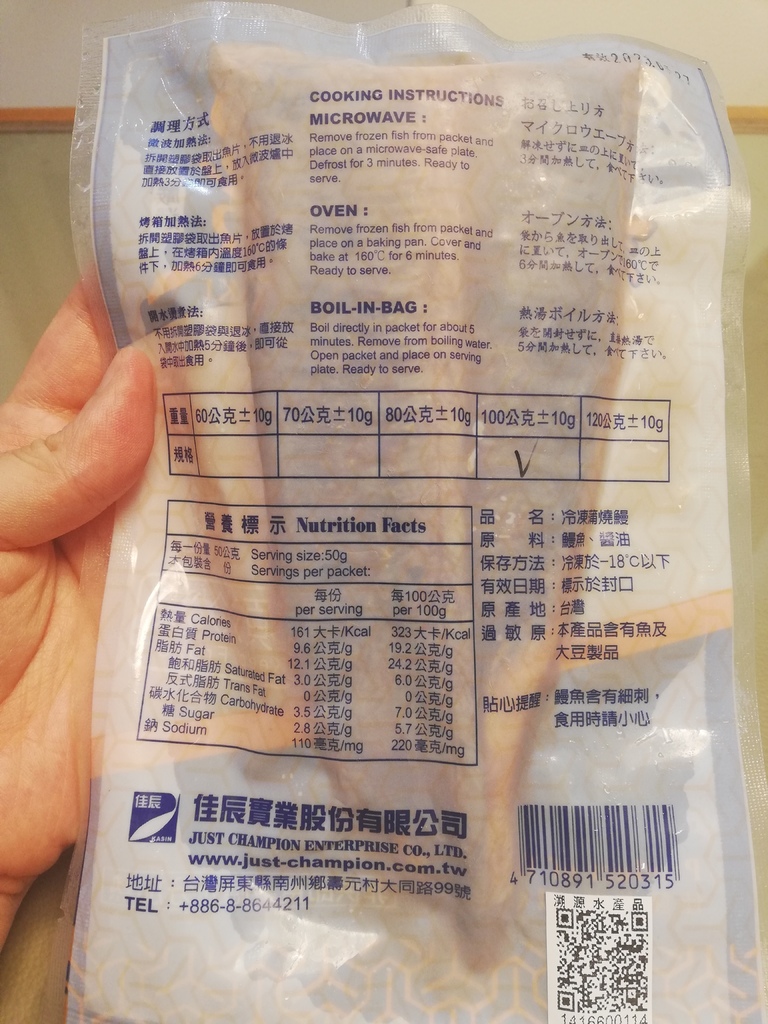 調理方式
微波加熱法:
拆開塑膠袋取出魚片，不用退冰
直接放置於盤上，放入微波爐中
加熱3分鐘即可食用。
烤箱加熱法:
拆開塑膠袋取出魚片，放置於烤
盤上，在烤箱內溫度160℃的條
件下，加熱6分鐘即可食用。
開水煮法:
不用拆開塑膠袋與退冰，直接放
入開水中加熱5分鐘後，即可從
袋中取出食用。
COOKING INSTRUCTIONS
MICROWAVE :
Remove frozen fish from packet and
place on a microwave-safe plate.
Defrost for 3 minutes. Ready to
serve.
OVEN :
Remove frozen fish from packet and
place on a baking pan. Cover and
bake at 160℃ for 6 minutes.
Ready to serve.
BOIL-IN-BAG :
Boil directly in packet for about 5
minutes. Remove from boiling water.
Open packet and place on serving
plate. Ready to serve.
お召し上り方
マイクロウエーブ方
解凍せずに皿の上に置いて
3分間加熱して，食べて下さい。
オーブン方法:
袋から魚を取り出して，皿の上
に置いて，オーブン160℃で
6分間加熱して，食べて下さい。
熱湯ボイル方法:
袋を開封せずに，直接熱湯で
5分間加熱して，食べて下さい。
重量 60公克±10g 70公克±10g 80公克±10g 100公克±10g 120公克±10g
規格 V
營養標示 Nutrition Facts
每一份量 50公克 Serving size:50g
本包裝含 份 Servings per packet:
每份 每100公克
per serving per 100g
熱量 Calories 161 大卡/Kcal 323 大卡/Kcal
蛋白質 Protein 9.6 公克/g 19.2 公克/g
脂肪 Fat 12.1 公克/g 24.2 公克/g
飽和脂肪 Saturated Fat 3.0 公克/g 6.0 公克/g
反式脂肪 Trans Fat 0 公克/g 0 公克/g
碳水化合物 Carbohydrate 3.5 公克/g 7.0 公克/g
糖 Sugar 2.8 公克/g 5.7 公克/g
鈉 Sodium 110 毫克/mg 220 毫克/mg
品 名：冷凍蒲燒鰻
原 料：鰻魚、醬油
保存方法：冷凍於-18℃以下
有效日期：標示於封口
原產地：台灣
過敏原：本產品含有魚及
大豆製品
貼心提醒：鰻魚含有細刺，
食用時請小心
佳辰
KASIN
佳辰實業股份有限公司
JUST CHAMPION ENTERPRISE CO., LTD.
www.just-champion.com.tw
地址：台灣屏東縣南州鄉壽元村大同路99號
TEL：+886-8-8644211
4 710891 520315
溯源水產品
1416600114